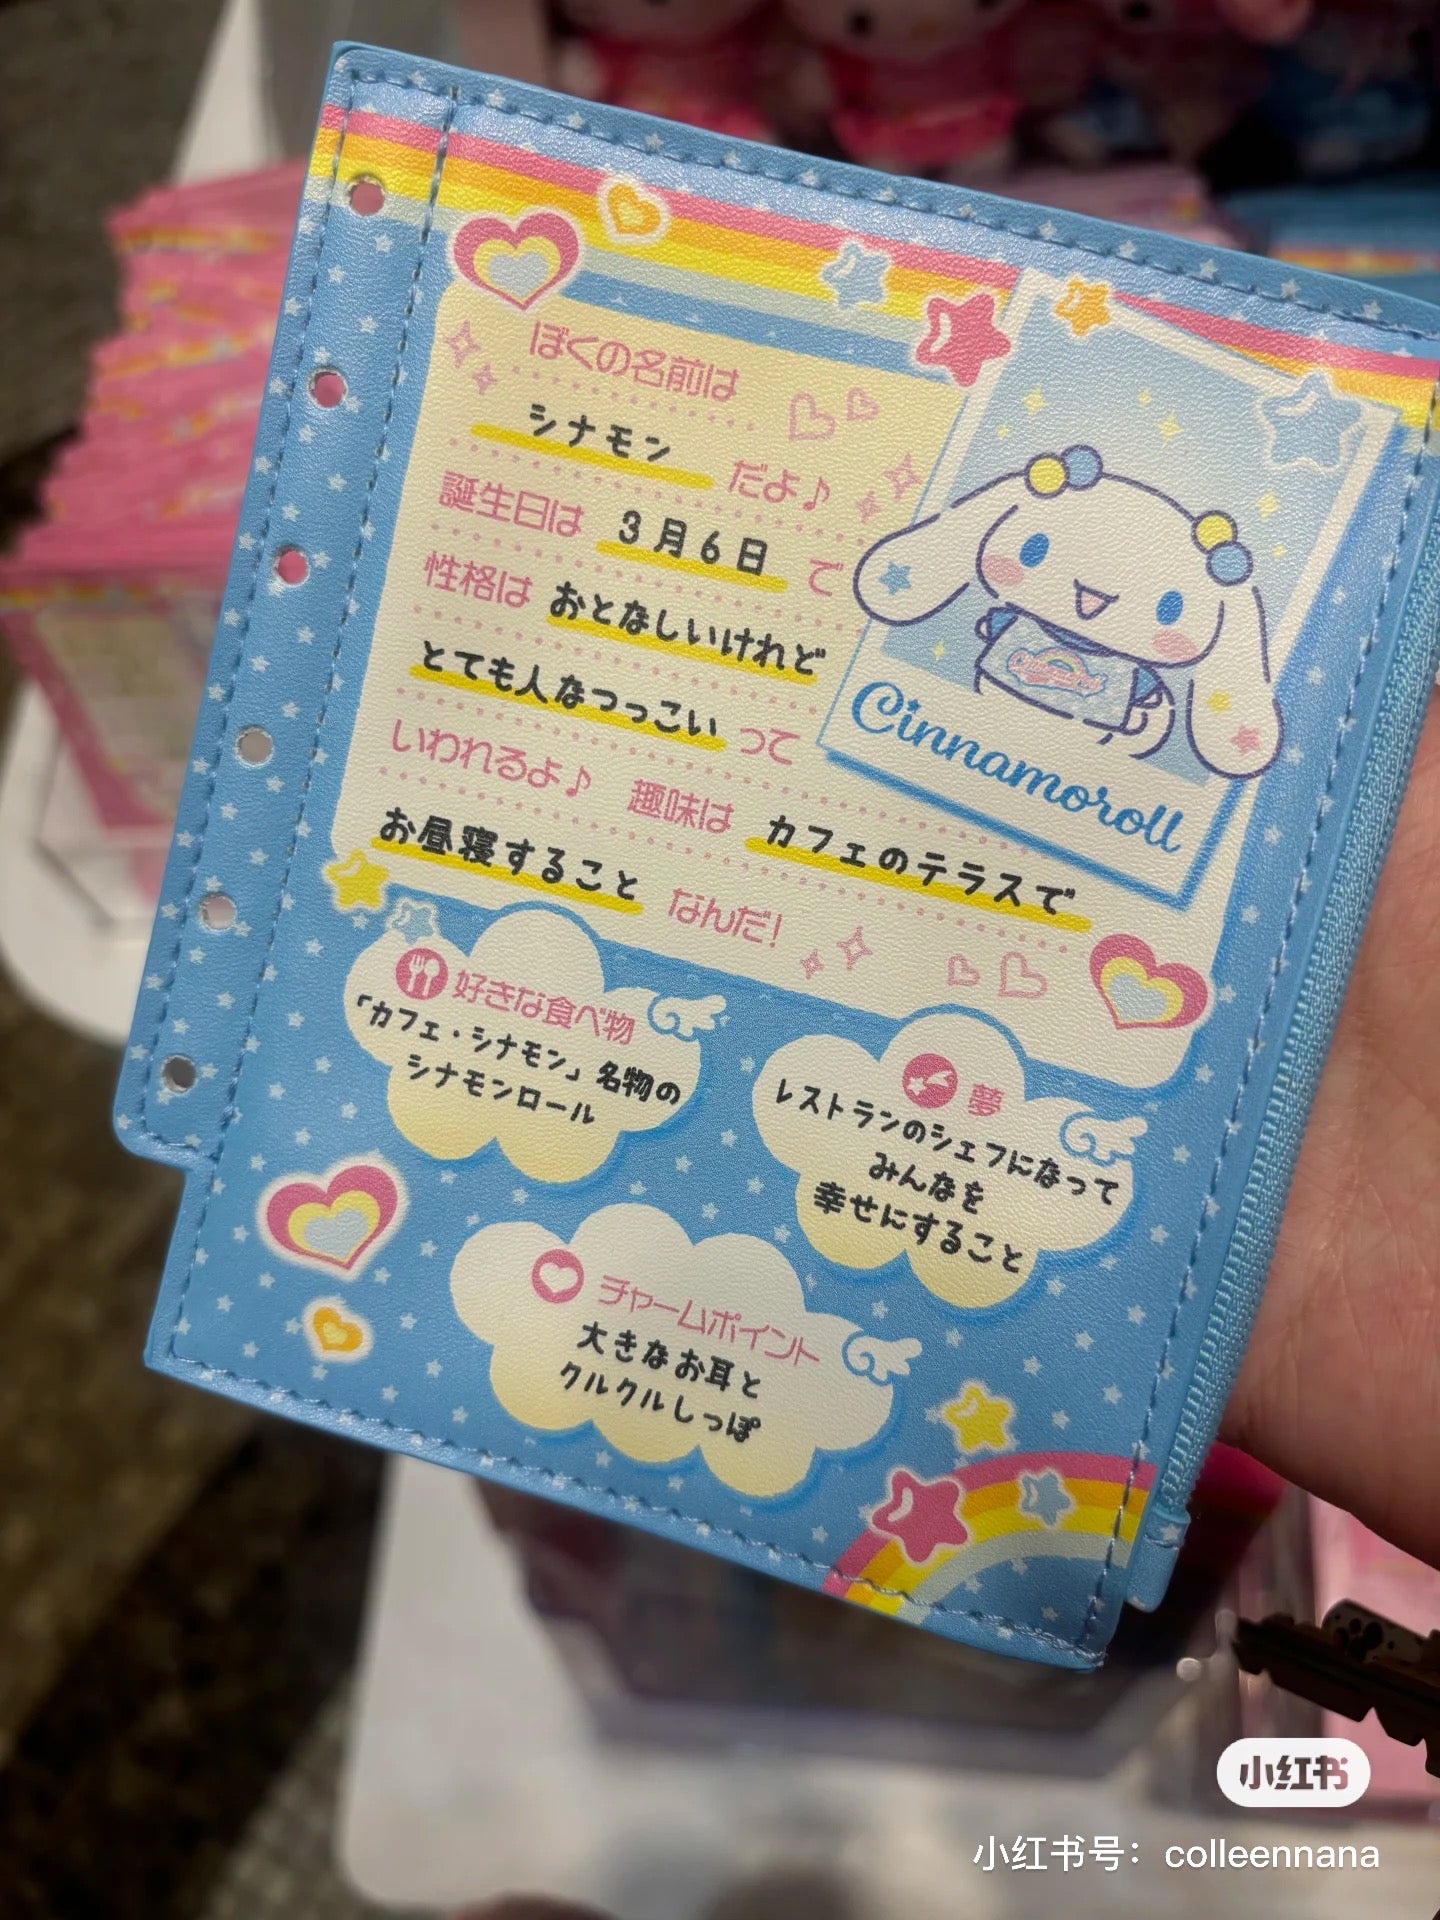 ぼくの名前は
シナモン だよ♪
誕生日は 3月6日 で
性格は おとなしいけれど
とても人なつっこい って
いわれるよ♪ 趣味は カフェのテラスで
お昼寝すること なんだ!
Cinnamoroll
好きな食べ物
「カフェ・シナモン」名物の
シナモンロール
夢
レストランのシェフになって
みんなを
幸せにすること
チャームポイント
大きなお耳と
クルクルしっぽ
小红书
小红书号：colleennana